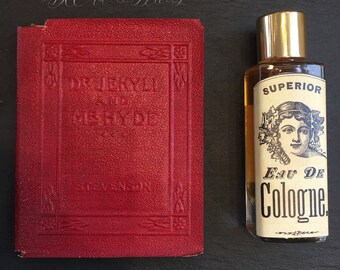 DR. JEKYLL
AND
MR. HYDE
STEVENSON
SUPERIOR
EAU DE
Cologne.